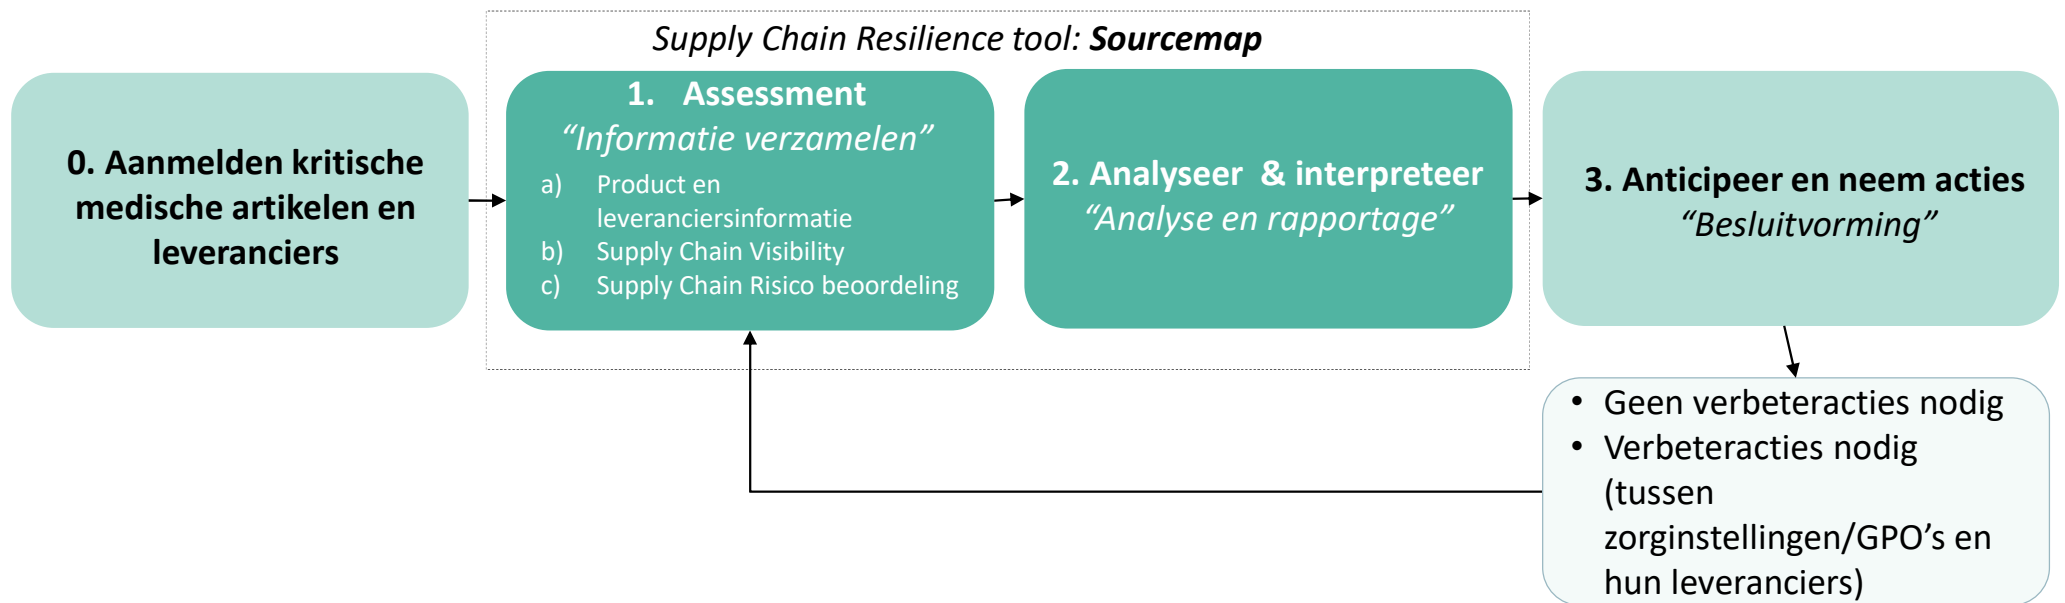 Supply Chain Resilience tool: Sourcemap
0. Aanmelden kritische
medische artikelen en
leveranciers
1. Assessment
“Informatie verzamelen”
a) Product en
leveranciersinformatie
b) Supply Chain Visibility
c) Supply Chain Risico beoordeling
2. Analyseer & interpreteer
“Analyse en rapportage”
3. Anticipeer en neem acties
“Besluitvorming”
• Geen verbeteracties nodig
• Verbeteracties nodig
(tussen
zorginstellingen/GPO’s en
hun leveranciers)